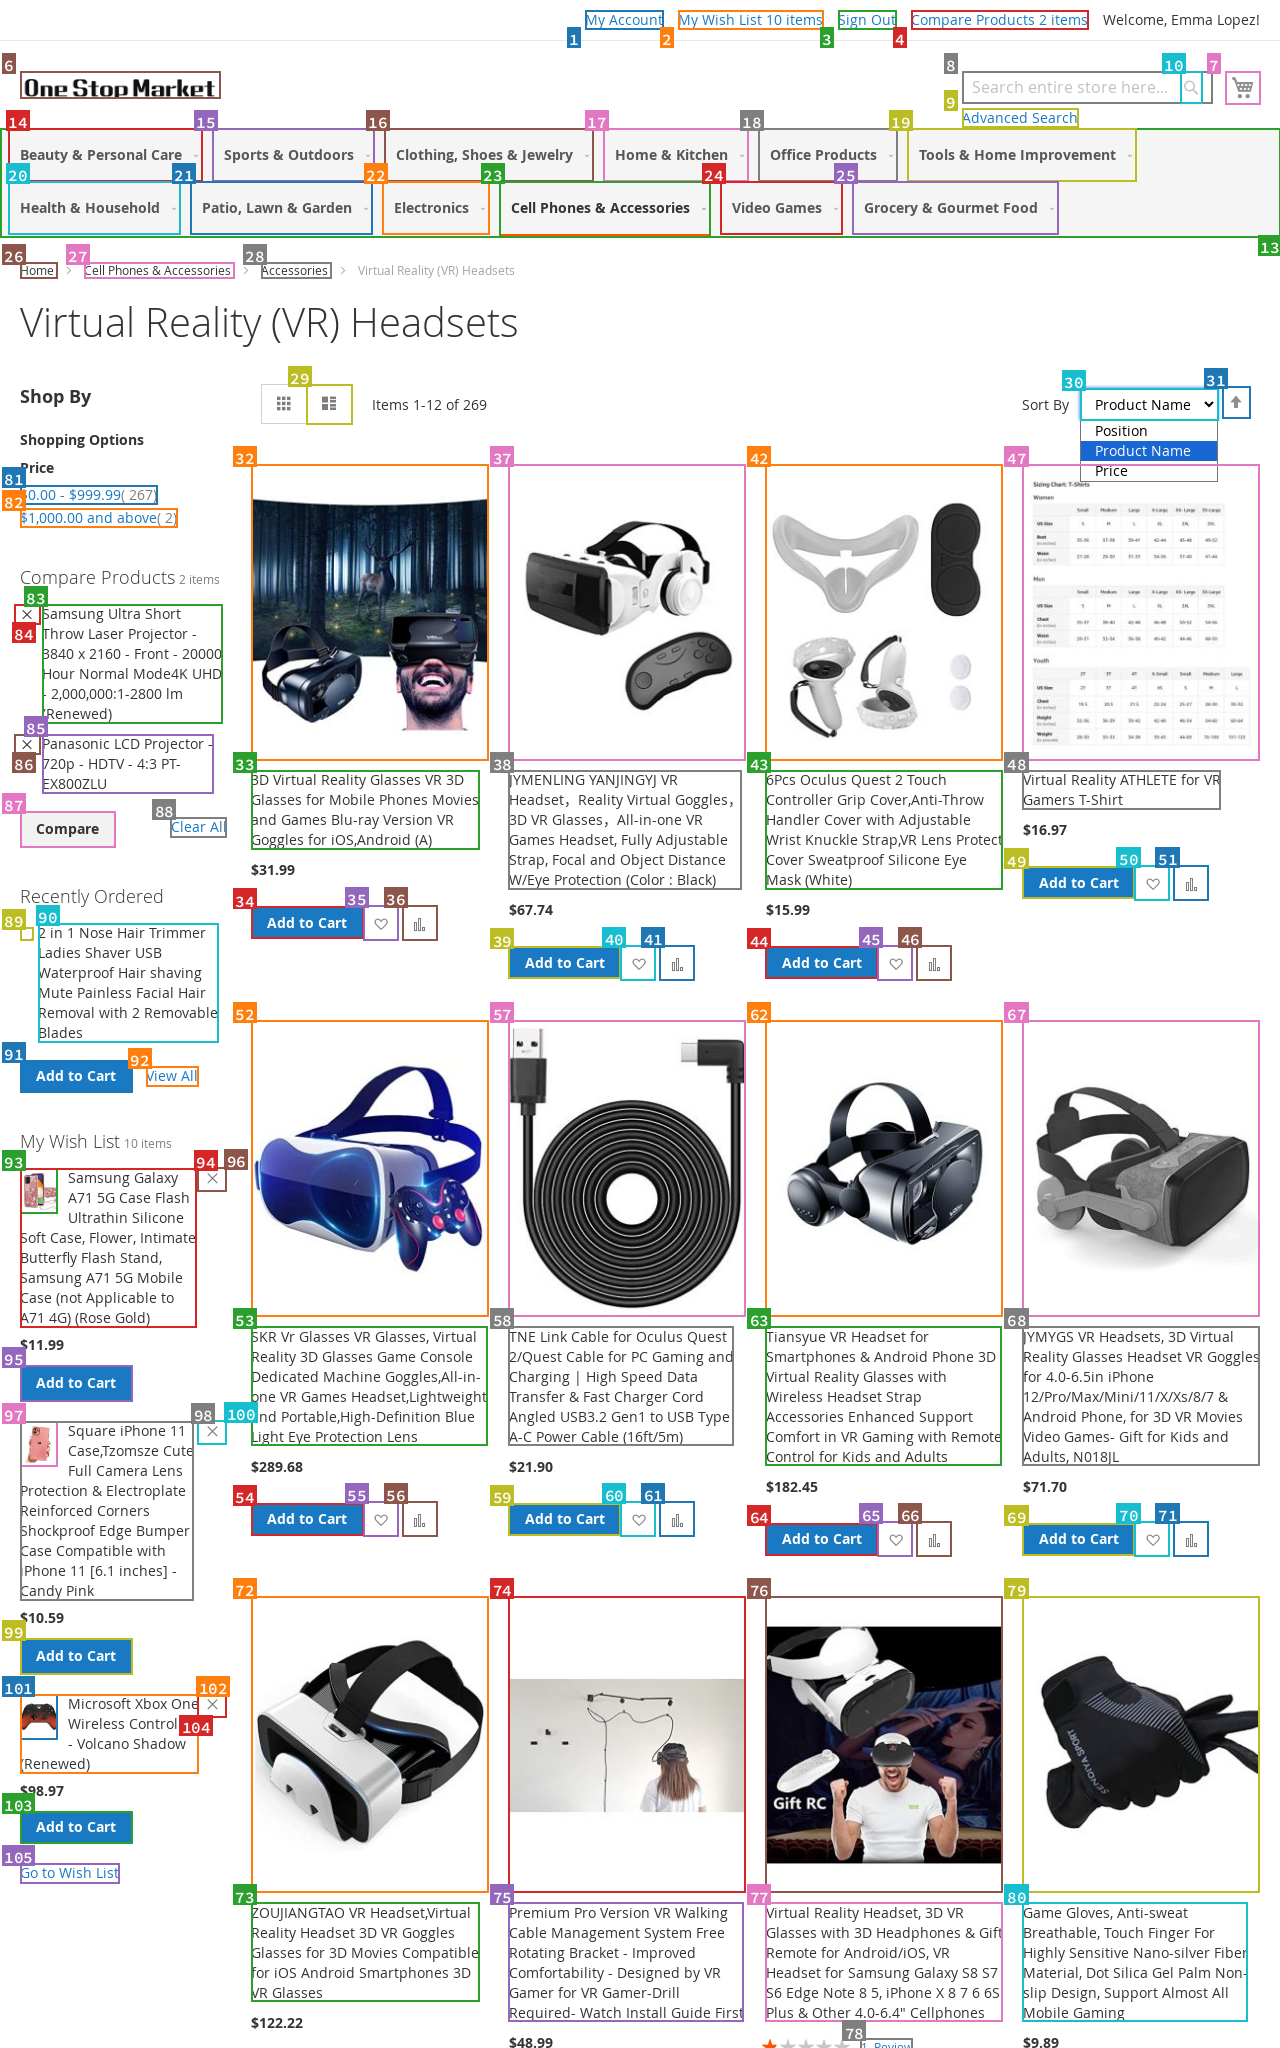 My Account
My Wish List 10 items
Sign Out
Compare Products 2 items
Welcome, Emma Lopez!
1
2
3
4
6
One Stop Market
8
Search entire store here...
10
7
9
Advanced Search
14
15
16
17
18
19
Beauty & Personal Care
Sports & Outdoors
Clothing, Shoes & Jewelry
Home & Kitchen
Office Products
Tools & Home Improvement
20
21
22
23
24
25
Health & Household
Patio, Lawn & Garden
Electronics
Cell Phones & Accessories
Video Games
Grocery & Gourmet Food
13
26
27
28
Home
Cell Phones & Accessories
Accessories
Virtual Reality (VR) Headsets
Virtual Reality (VR) Headsets
Shop By
Shopping Options
Price
81
$0.00 - $999.99( 267)
82
$1,000.00 and above( 2)
Compare Products 2 items
83
84
Samsung Ultra Short
Throw Laser Projector -
3840 x 2160 - Front - 20000
Hour Normal Mode4K UHD
- 2,000,000:1-2800 lm
(Renewed)
85
86
Panasonic LCD Projector -
720p - HDTV - 4:3 PT-
EX800ZLU
87
Compare
88
Clear All
Recently Ordered
89
90
2 in 1 Nose Hair Trimmer
Ladies Shaver USB
Waterproof Hair shaving
Mute Painless Facial Hair
Removal with 2 Removable
Blades
91
Add to Cart
92
View All
My Wish List 10 items
93
94
96
Samsung Galaxy
A71 5G Case Flash
Ultrathin Silicone
Soft Case, Flower, Intimate
Butterfly Flash Stand,
Samsung A71 5G Mobile
Case (not Applicable to
A71 4G) (Rose Gold)
$11.99
95
Add to Cart
97
98
100
Square iPhone 11
Case,Tzomsze Cute
Full Camera Lens
Protection & Electroplate
Reinforced Corners
Shockproof Edge Bumper
Case Compatible with
iPhone 11 [6.1 inches] -
Candy Pink
$10.59
99
Add to Cart
101
102
104
Microsoft Xbox One
Wireless Control
- Volcano Shadow
(Renewed)
$98.97
103
Add to Cart
105
Go to Wish List
29
Items 1-12 of 269
Sort By
30
Product Name
31
Position
Product Name
Price
32
33
3D Virtual Reality Glasses VR 3D
Glasses for Mobile Phones Movies
and Games Blu-ray Version VR
Goggles for iOS,Android (A)
$31.99
34
35
36
Add to Cart
37
38
JYMENLING YANJINGYJ VR
Headset，Reality Virtual Goggles，
3D VR Glasses，All-in-one VR
Games Headset, Fully Adjustable
Strap, Focal and Object Distance
W/Eye Protection (Color : Black)
$67.74
39
40
41
Add to Cart
42
43
6Pcs Oculus Quest 2 Touch
Controller Grip Cover,Anti-Throw
Handler Cover with Adjustable
Wrist Knuckle Strap,VR Lens Protect
Cover Sweatproof Silicone Eye
Mask (White)
$15.99
44
45
46
Add to Cart
47
Sizing Chart: T-Shirts
Women
Men
Youth
48
Virtual Reality ATHLETE for VR
Gamers T-Shirt
$16.97
49
50
51
Add to Cart
52
53
SKR Vr Glasses VR Glasses, Virtual
Reality 3D Glasses Game Console
Dedicated Machine Goggles,All-in-
one VR Games Headset,Lightweight
and Portable,High-Definition Blue
Light Eye Protection Lens
$289.68
54
55
56
Add to Cart
57
58
TNE Link Cable for Oculus Quest
2/Quest Cable for PC Gaming and
Charging | High Speed Data
Transfer & Fast Charger Cord
Angled USB3.2 Gen1 to USB Type
A-C Power Cable (16ft/5m)
$21.90
59
60
61
Add to Cart
62
63
Tiansyue VR Headset for
Smartphones & Android Phone 3D
Virtual Reality Glasses with
Wireless Headset Strap
Accessories Enhanced Support
Comfort in VR Gaming with Remote
Control for Kids and Adults
$182.45
64
65
66
Add to Cart
67
68
JYMYGS VR Headsets, 3D Virtual
Reality Glasses Headset VR Goggles
for 4.0-6.5in iPhone
12/Pro/Max/Mini/11/X/Xs/8/7 &
Android Phone, for 3D VR Movies
Video Games- Gift for Kids and
Adults, N018JL
$71.70
69
70
71
Add to Cart
72
73
ZOUJIANGTAO VR Headset,Virtual
Reality Headset 3D VR Goggles
Glasses for 3D Movies Compatible
for iOS Android Smartphones 3D
VR Glasses
$122.22
74
75
Premium Pro Version VR Walking
Cable Management System Free
Rotating Bracket - Improved
Comfortability - Designed by VR
Gamer for VR Gamer-Drill
Required- Watch Install Guide First
$48.99
76
Gift RC
77
Virtual Reality Headset, 3D VR
Glasses with 3D Headphones & Gift
Remote for Android/iOS, VR
Headset for Samsung Galaxy S8 S7
S6 Edge Note 8 5, iPhone X 8 7 6 6S
Plus & Other 4.0-6.4" Cellphones
78
1 Review
79
SENDIYA SPORT
80
Game Gloves, Anti-sweat
Breathable, Touch Finger For
Highly Sensitive Nano-silver Fiber
Material, Dot Silica Gel Palm Non-
slip Design, Support Almost All
Mobile Gaming
$9.89